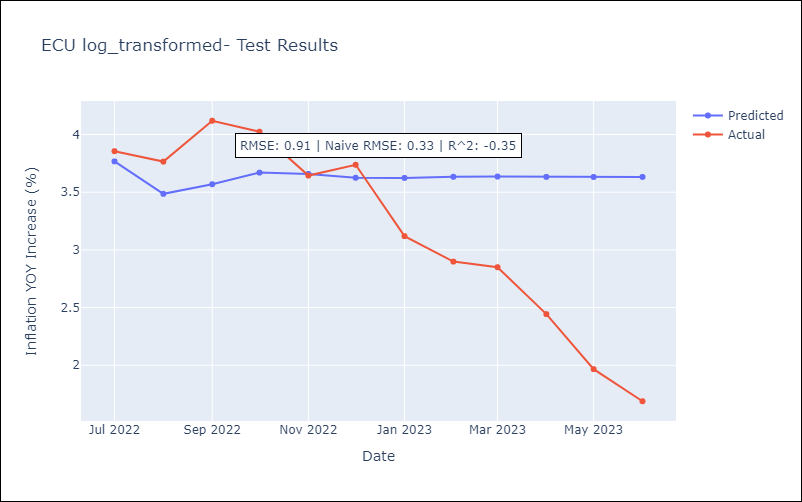 ECU log_transformed- Test Results
Predicted
Actual
RMSE: 0.91 | Naive RMSE: 0.33 | R^2: -0.35
Inflation YOY Increase (%)
4
3.5
3
2.5
2
Jul 2022 Sep 2022 Nov 2022 Jan 2023 Mar 2023 May 2023
Date